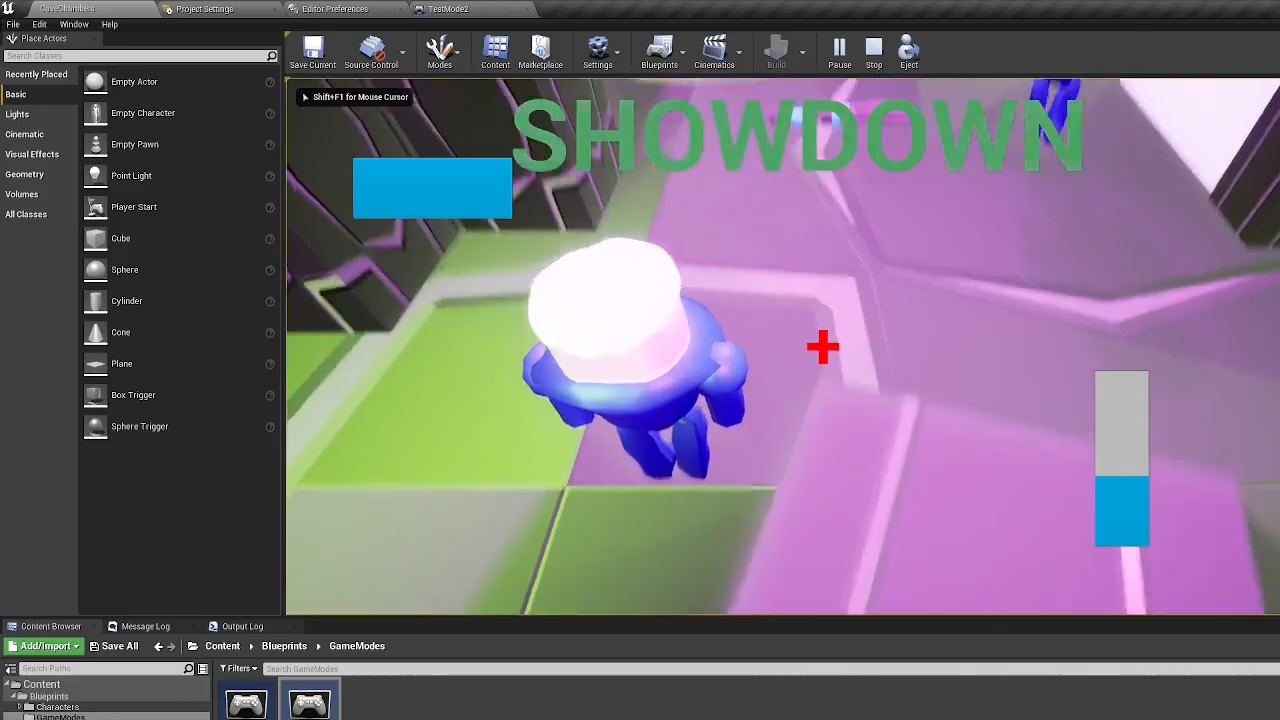 CaveChambers
Project Settings
Editor Preferences
TestMode2
File Edit Window Help
Place Actors
Search Classes
Recently Placed
Basic
Lights
Cinematic
Visual Effects
Geometry
Volumes
All Classes
Empty Actor
Empty Character
Empty Pawn
Point Light
Player Start
Cube
Sphere
Cylinder
Cone
Plane
Box Trigger
Sphere Trigger
Save Current
Source Control
Modes
Content
Marketplace
Settings
Blueprints
Cinematics
Build
Pause
Stop
Eject
Shift+F1 for Mouse Cursor
SHOWDOWN
Content Browser
Message Log
Output Log
Add/Import
Save All
Content
Blueprints
GameModes
Search Paths
Filters
Search GameModes
Content
Blueprints
Characters
GameModes